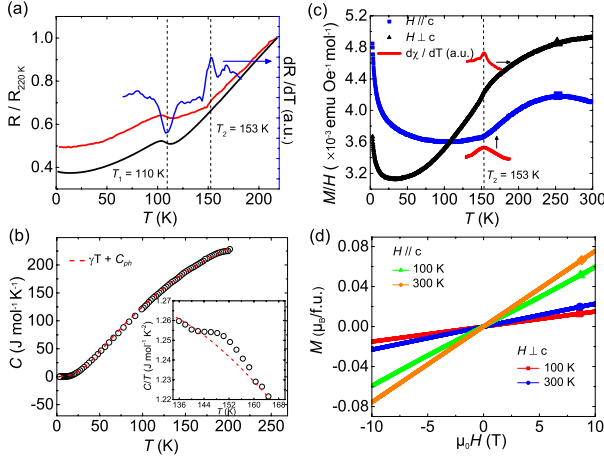 (a)
R / R220 K
1.0
0.8
0.6
0.4
T1 = 110 K
T2 = 153 K
0 50 100 150 200
T (K)
dR/dT(a.u.)
(b)
C (J mol-1 K-1)
200
150
100
50
0
γT + Cph
C/T (J mol-1 K-2)
1.27
1.26
1.25
1.24
1.23
1.22
136 144 152 160 168
T (K)
0 50 100 150 200 250
T (K)
(c)
M/H (×10-3 emu Oe-1 mol-1)
4.8
4.4
4.0
3.6
3.2
H // c
H ⊥ c
dχ / dT (a.u.)
T2 = 153 K
0 50 100 150 200 250 300
T (K)
(d)
M (μB/f.u.)
0.08
0.04
0.00
-0.04
-0.08
H // c
100 K
300 K
H ⊥ c
100 K
300 K
-10 -5 0 5 10
μ0H (T)